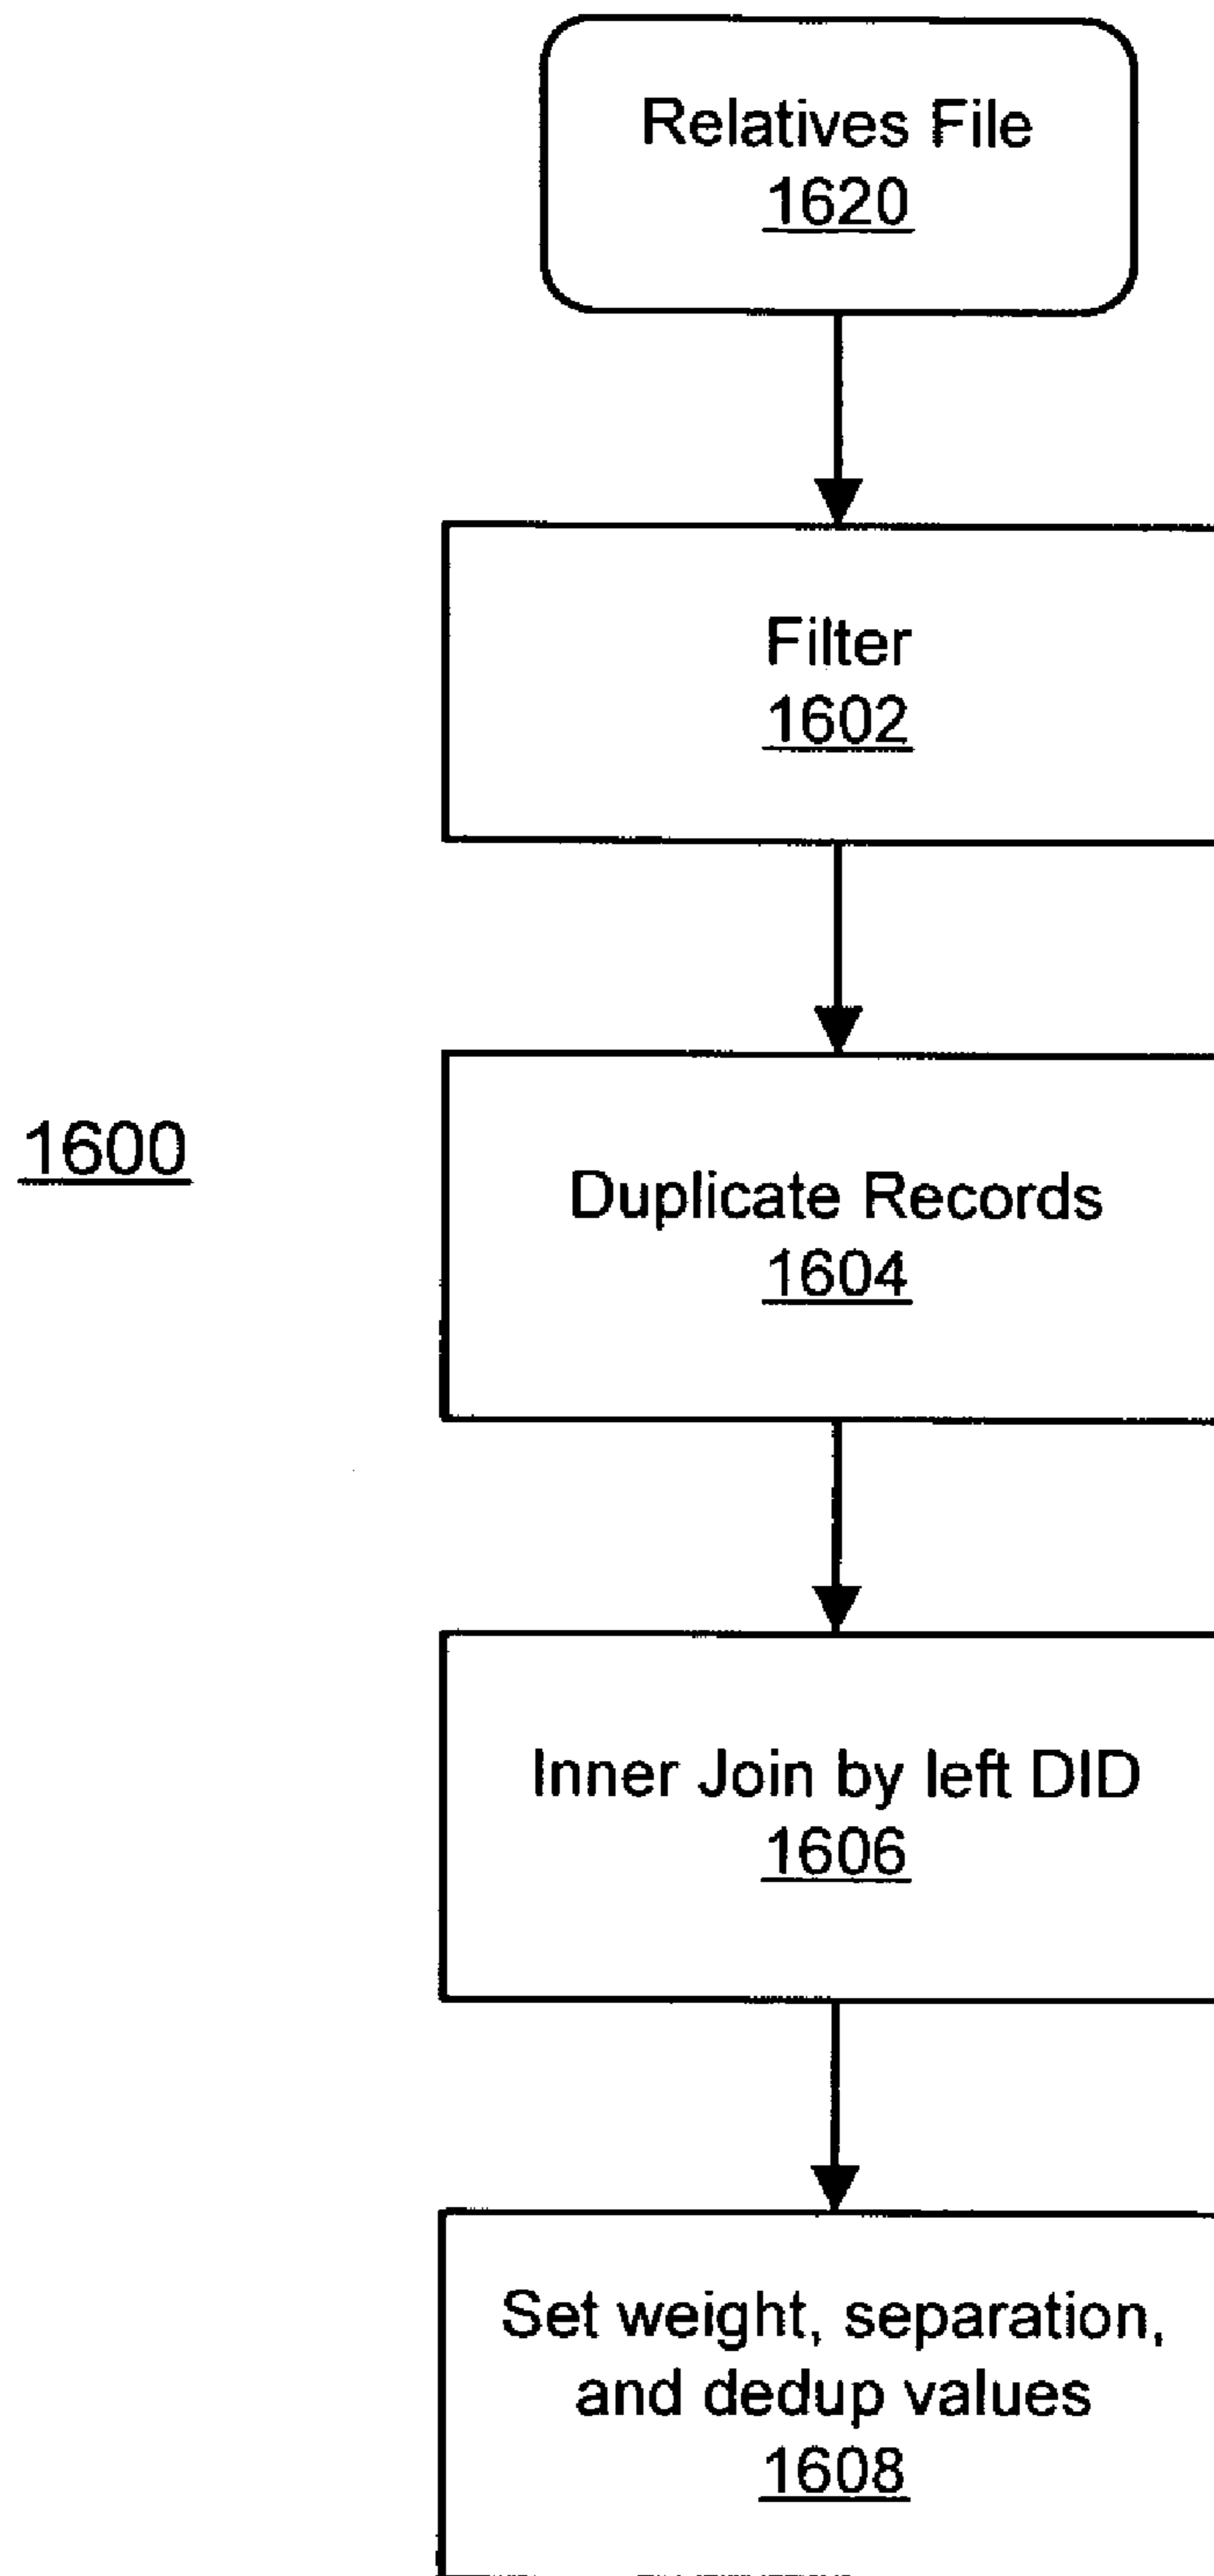 Relatives File
1620
Filter
1602
1600
Duplicate Records
1604
Inner Join by left DID
1606
Set weight, separation,
and dedup values
1608